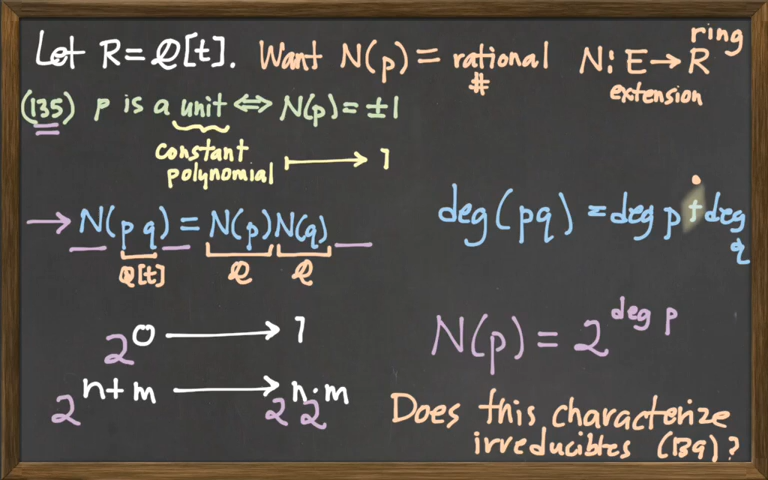 Let R = Q[t]. Want N(p) = rational # N: E → R
ring
extension
(135) p is a unit ⇔ N(p) = ±1
constant polynomial ↦ 1
→ N(pq) = N(p)N(q)
Q[t] Q Q
deg(pq) = deg p + deg q
2^0 → 1
N(p) = 2^deg p
2^n+m → 2^n · 2^m
Does this characterize
irreducibles (139)?